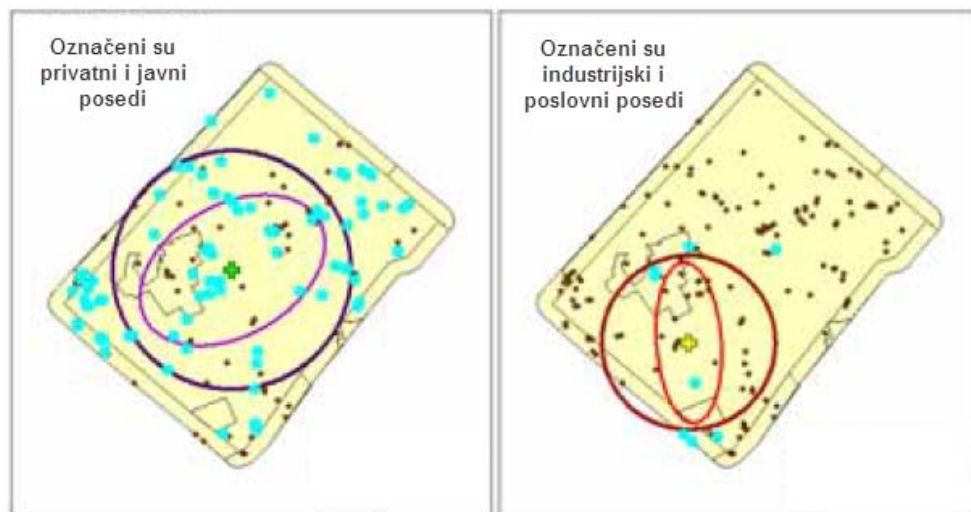 Označeni su
privatni i javni
posedi
Označeni su
industrijski i
poslovni posedi